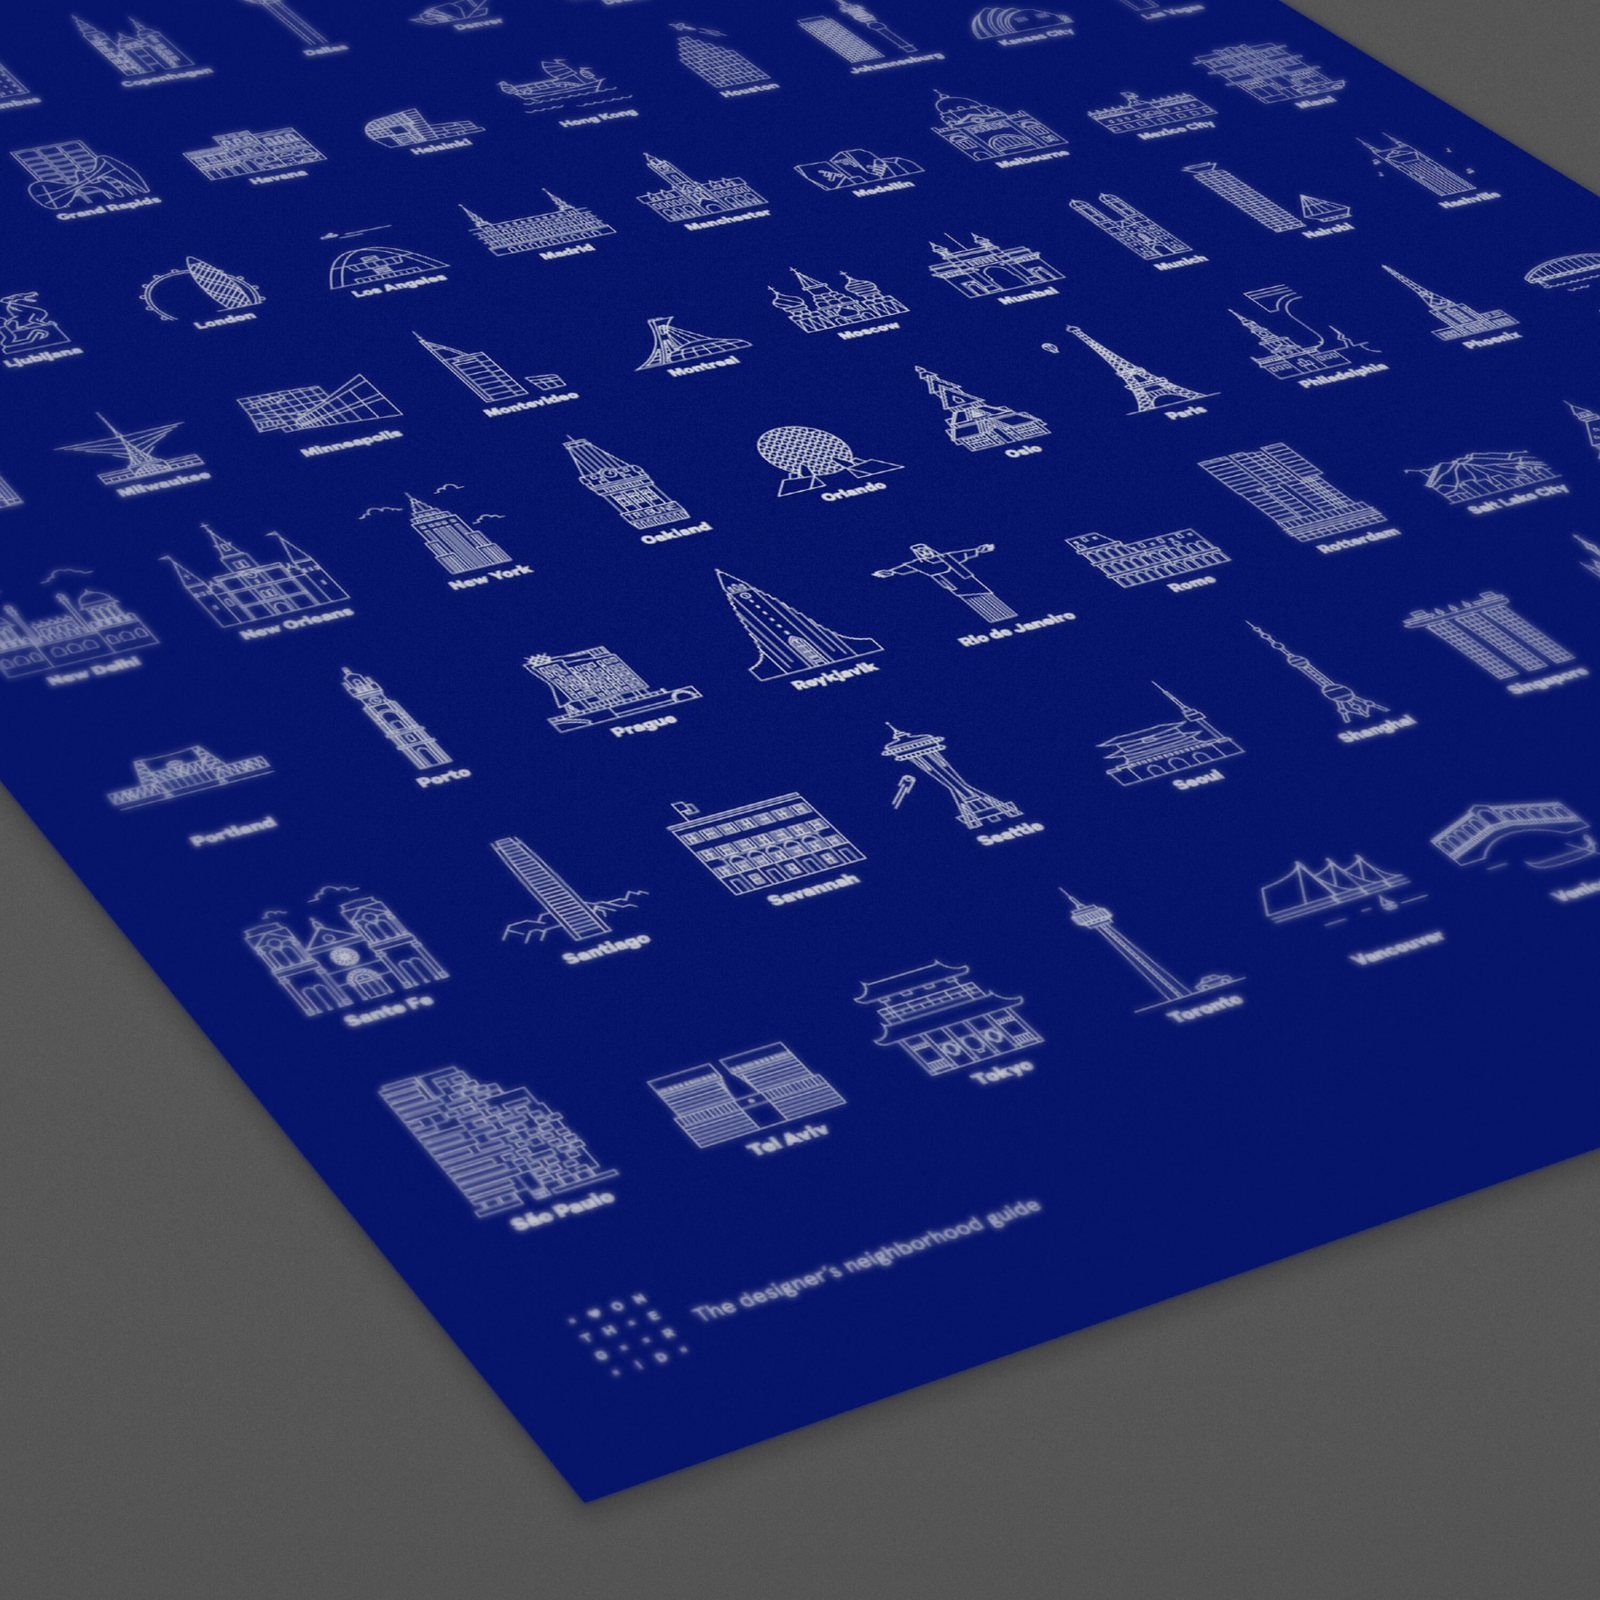 Copenhagen
Dallas
Denver
Grand Rapids
Havana
Helsinki
Hong Kong
Houston
Johannesburg
Kansas City
Las Vegas
Ljubljana
London
Los Angeles
Madrid
Manchester
Medellin
Melbourne
Mexico City
Miami
Milwaukee
Minneapolis
Montevideo
Montreal
Moscow
Mumbai
Munich
Nairobi
Nashville
New Delhi
New Orleans
New York
TRIBUNE
Oakland
Orlando
Oslo
Paris
Philadelphia
Phoenix
Portland
Porto
Prague
Reykjavik
Rio de Janeiro
Rome
Rotterdam
Salt Lake City
Sante Fe
Santiago
Savannah
Seattle
Seoul
Shanghai
Singapore
São Paulo
Tel Aviv
Tokyo
Toronto
Vancouver
× W O N
T H × E
G × × R
× I D ×
The designer's neighborhood guide